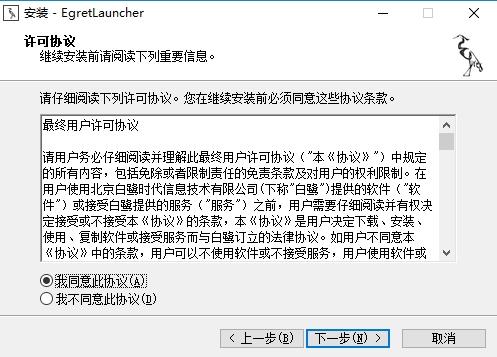 安装 - EgretLauncher
许可协议
继续安装前请阅读下列重要信息。
请仔细阅读下列许可协议。您在继续安装前必须同意这些协议条款。
最终用户许可协议
请用户务必仔细阅读并理解此最终用户许可协议（"本《协议》"）中规定
的所有内容，包括免除或者限制责任的免责条款及对用户的权利限制。在
用户使用北京白鹭时代信息技术有限公司(下称"白鹭")提供的软件（"软
件"）或接受白鹭提供的服务（"服务"）之前，用户需要仔细阅读并有权决
定接受或不接受本《协议》的条款，本《协议》是用户决定下载、安装、
使用、复制软件或接受服务而与白鹭订立的法律协议。如用户不同意本
《协议》中的条款，用户可以不使用软件或不接受服务，用户使用软件或
我同意此协议(A)
我不同意此协议(D)
< 上一步(B)
下一步(N) >
取消